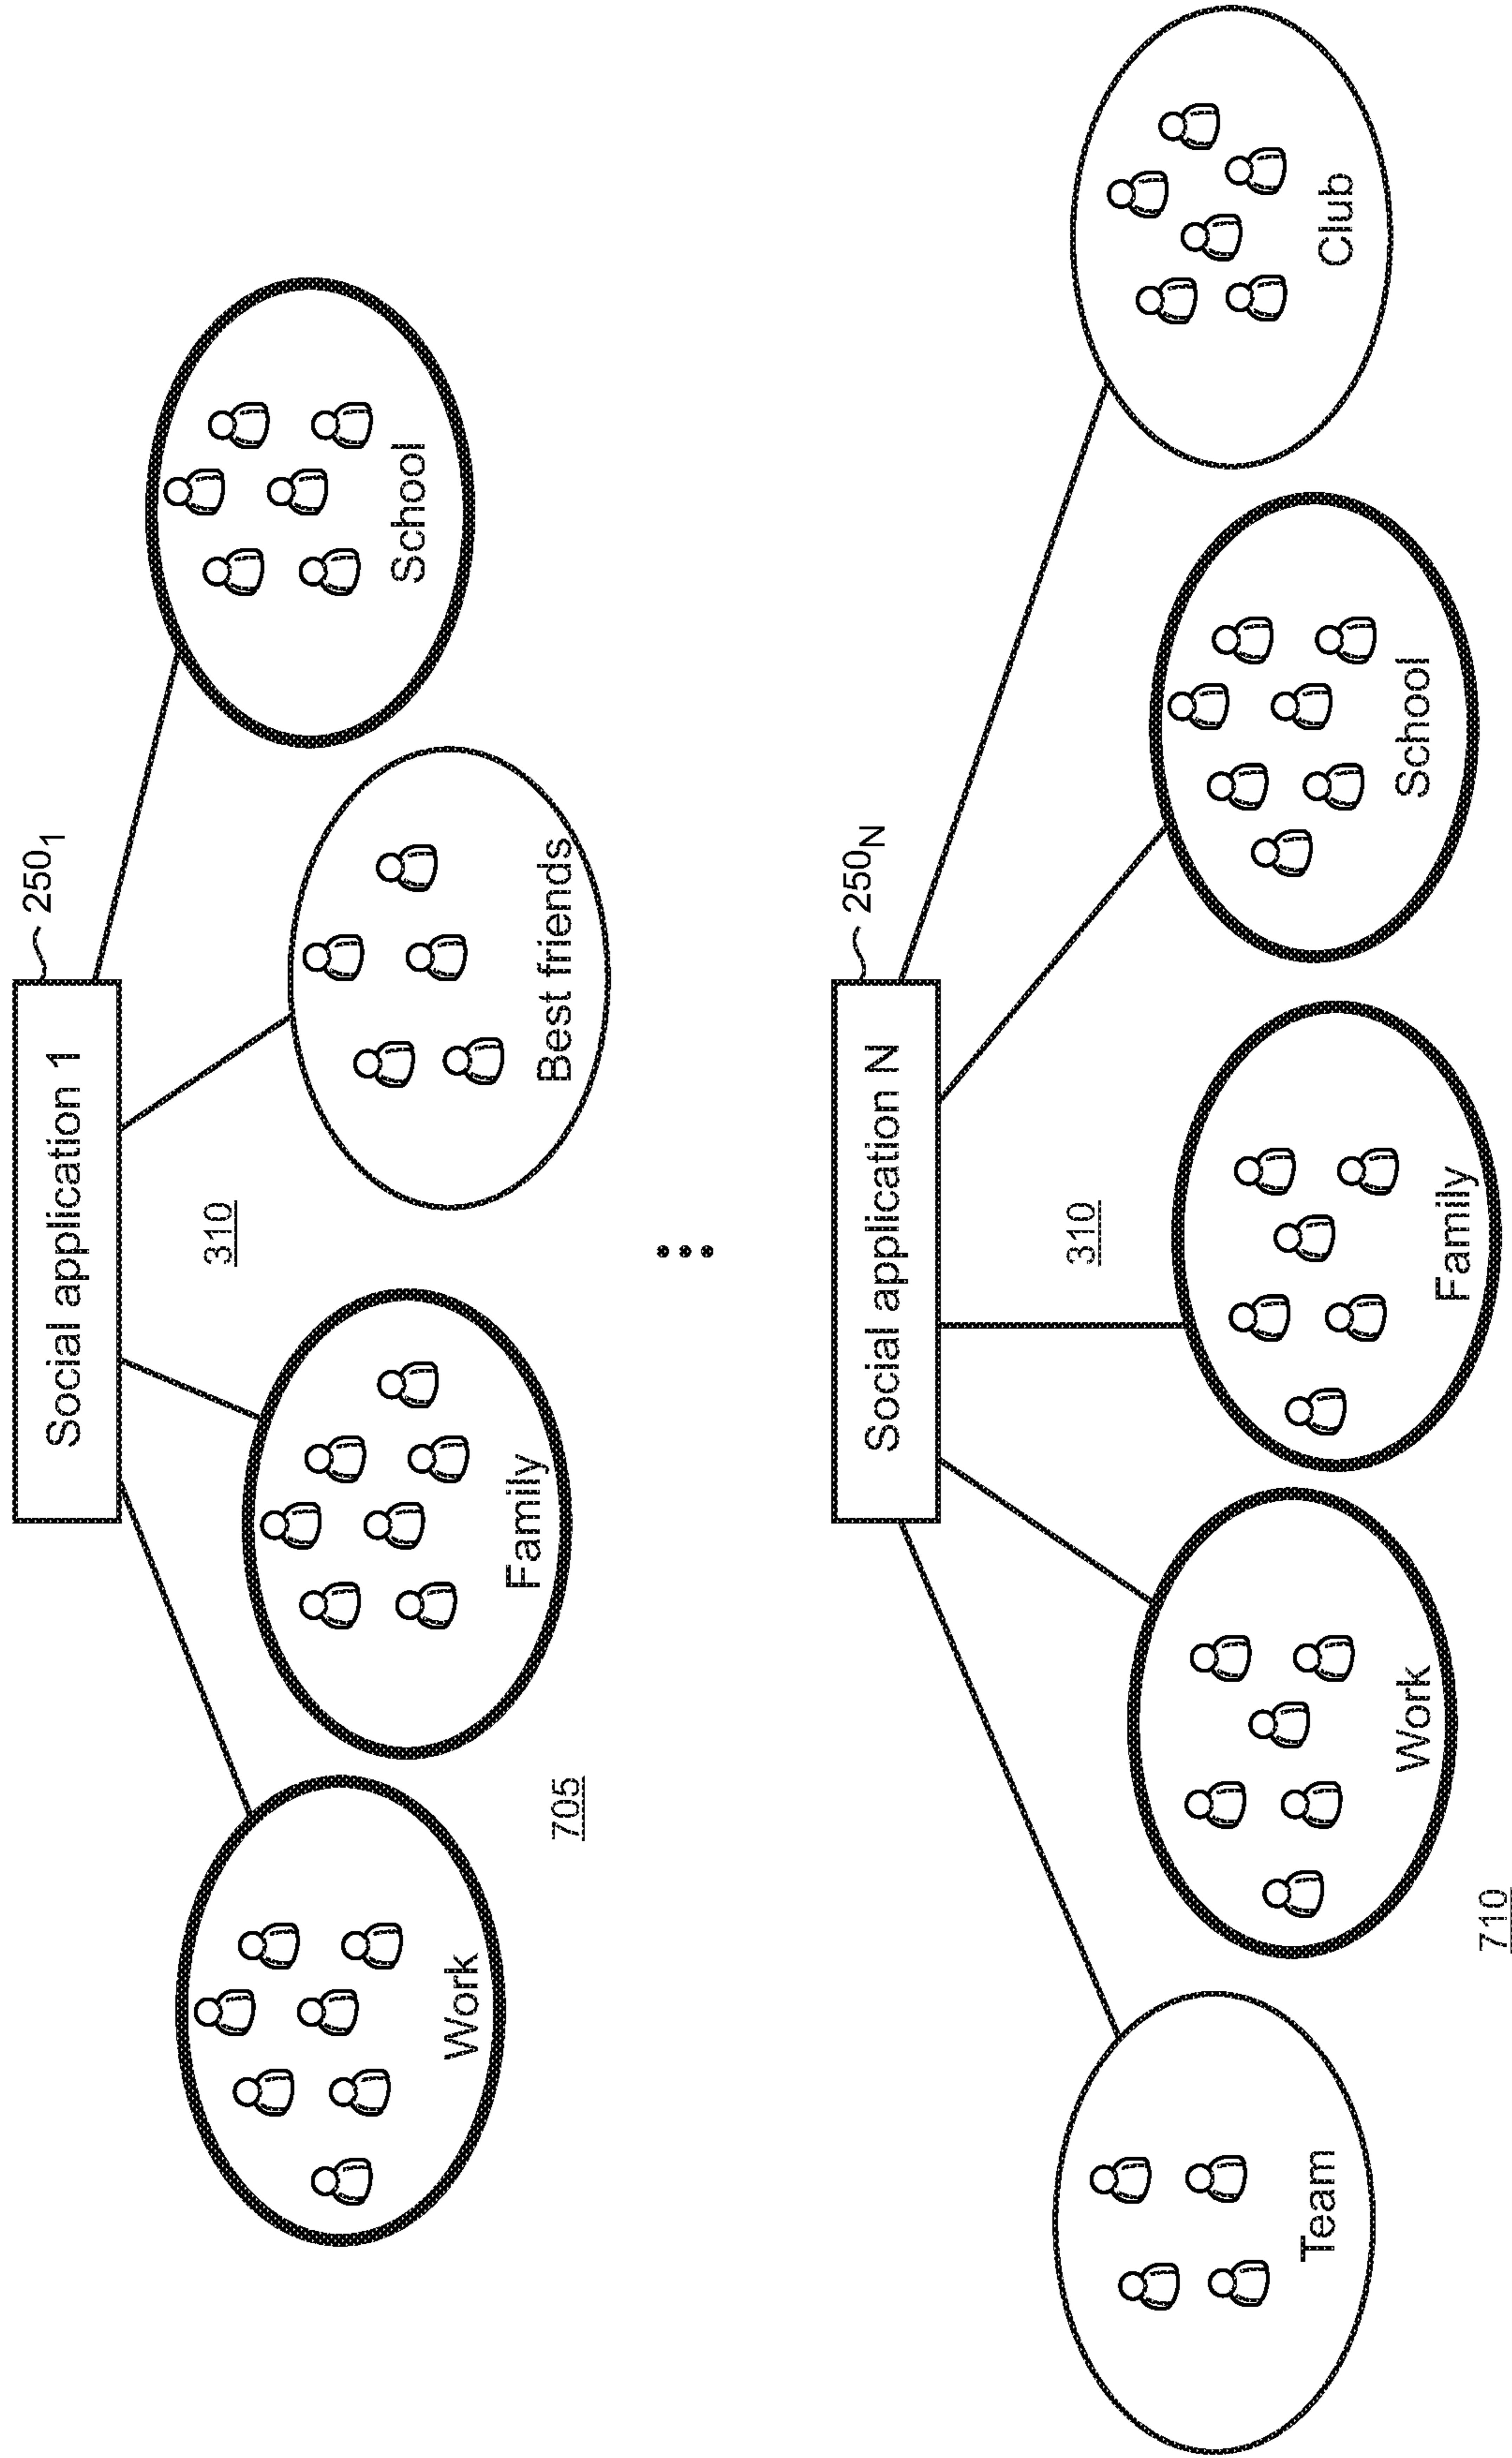 Social application 1
250₁
310
Work
Family
Best friends
School
705
Social application N
250N
310
Team
Work
Family
School
Club
710